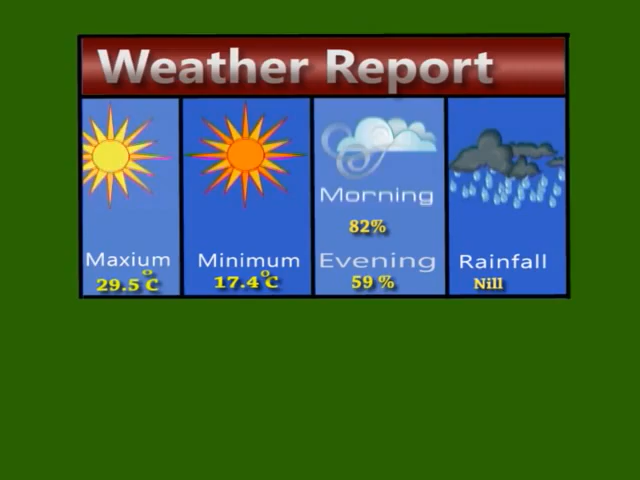 Weather Report
Maxium
29.5°C
Minimum
17.4°C
Morning
82%
Evening
59 %
Rainfall
Nill